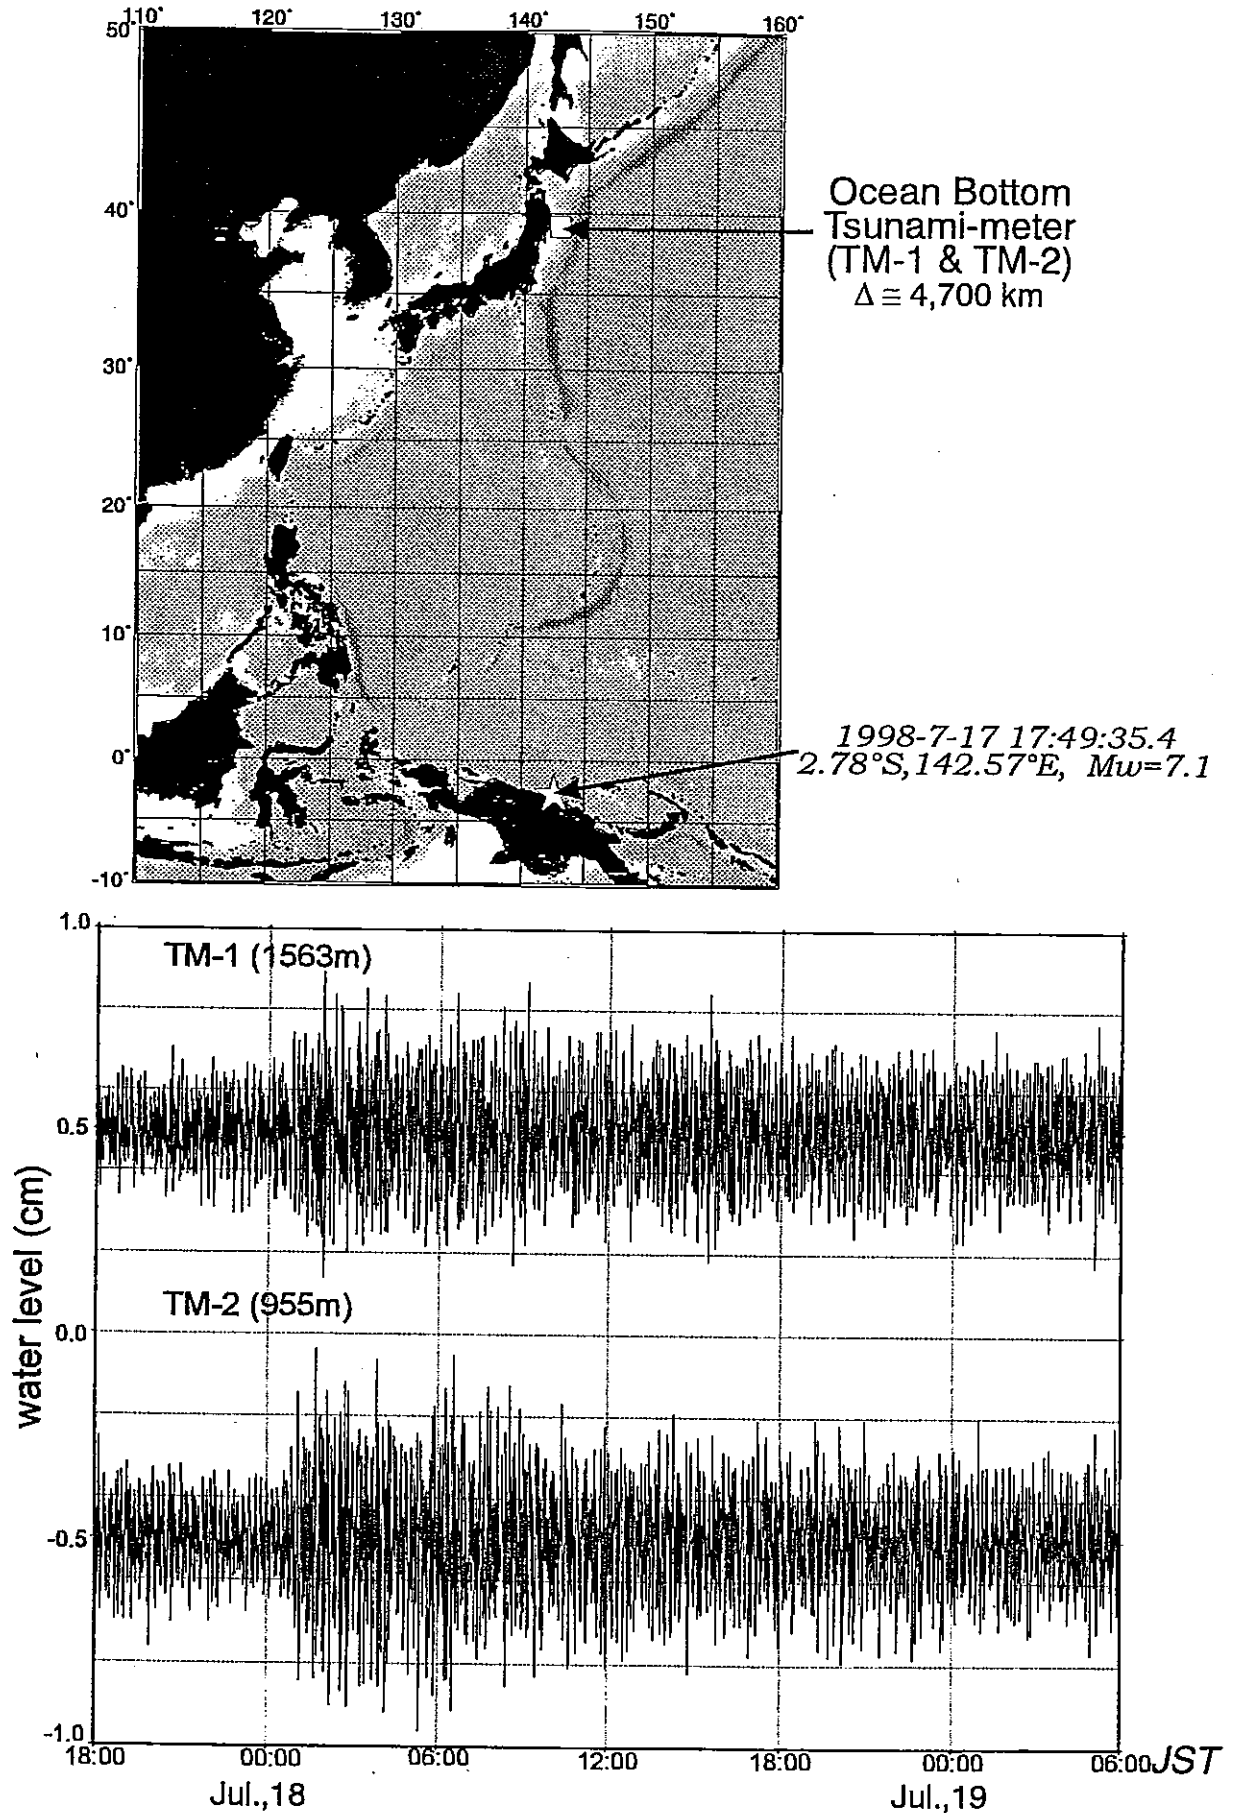 110° 120° 130° 140° 150° 160°
50°
40°
30°
20°
10°
0°
-10°
Ocean Bottom
Tsunami-meter
(TM-1 & TM-2)
Δ ≅ 4,700 km
1998-7-17 17:49:35.4
2.78°S, 142.57°E, Mw=7.1
1.0
TM-1 (1563m)
0.5
water level (cm)
TM-2 (955m)
0.0
-0.5
-1.0
18:00 00:00 06:00 12:00 18:00 00:00 06:00 JST
Jul.,18 Jul.,19